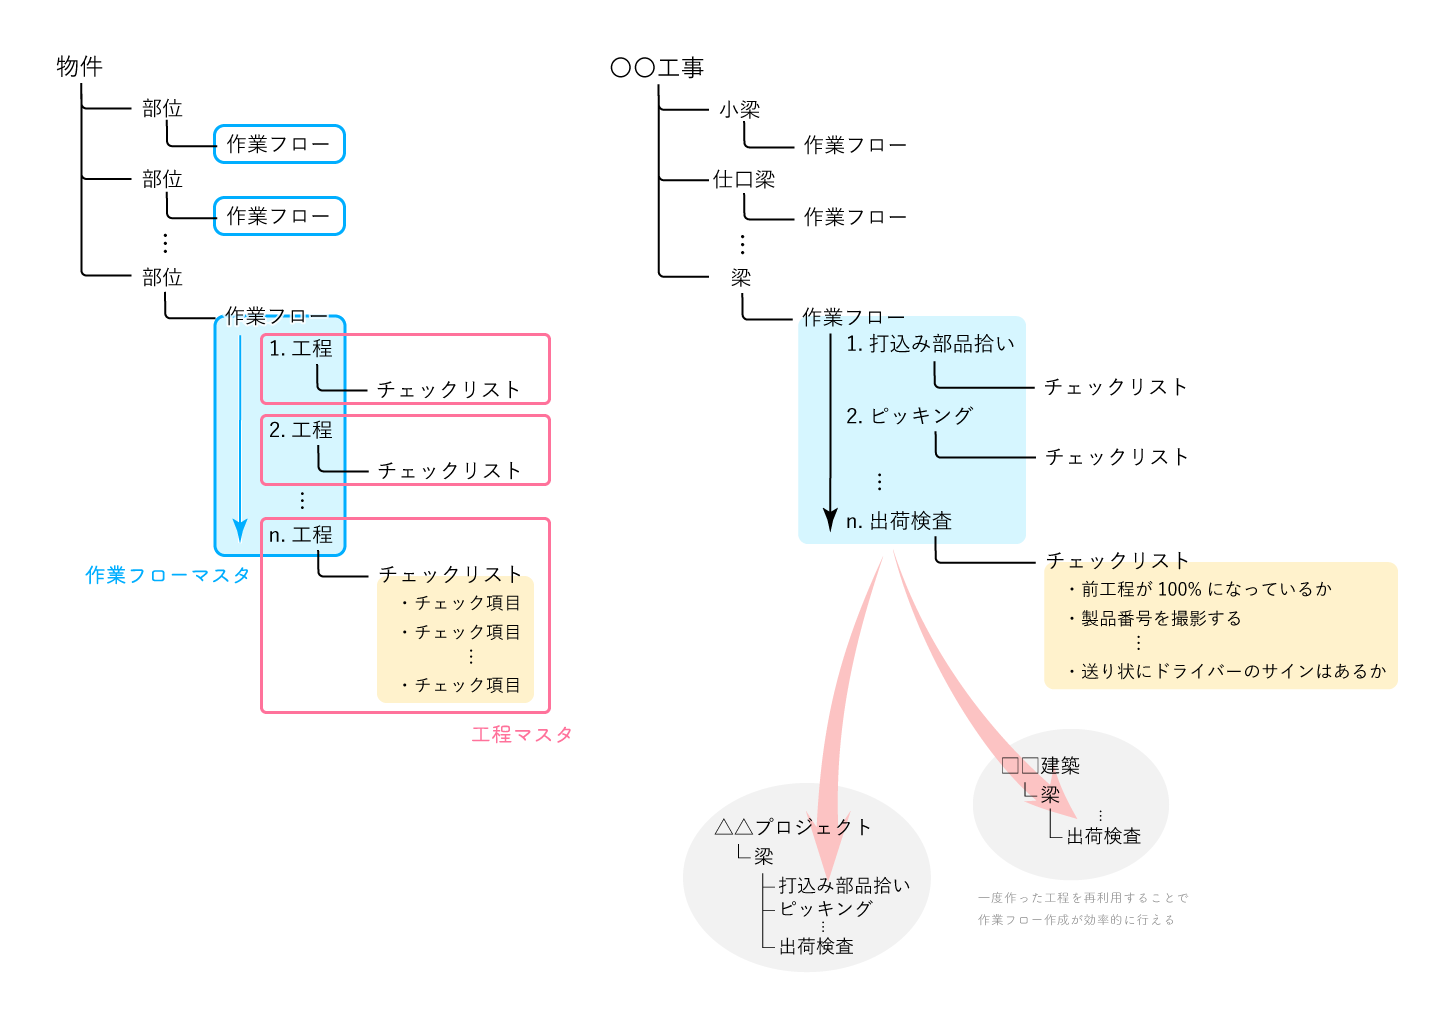 物件
部位
作業フロー
部位
作業フロー
⋮
部位
作業フロー
1. 工程
チェックリスト
2. 工程
チェックリスト
⋮
n. 工程
チェックリスト
・チェック項目
・チェック項目
⋮
・チェック項目
作業フローマスタ
工程マスタ
〇〇工事
小梁
作業フロー
仕口梁
作業フロー
⋮
梁
作業フロー
1. 打込み部品拾い
チェックリスト
2. ピッキング
チェックリスト
⋮
n. 出荷検査
チェックリスト
・前工程が 100% になっているか
・製品番号を撮影する
⋮
・送り状にドライバーのサインはあるか
△△プロジェクト
梁
打込み部品拾い
ピッキング
⋮
出荷検査
□□建築
梁
⋮
出荷検査
一度作った工程を再利用することで
作業フロー作成が効率的に行える